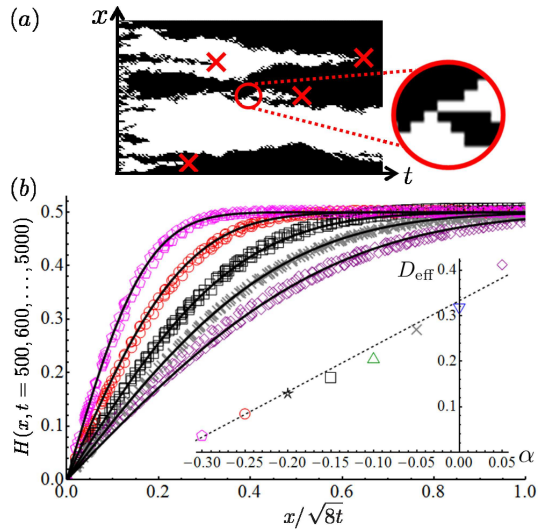 (a)
x
t
(b)
H(x, t = 500, 600, . . . , 5000)
0.5
0.4
0.3
0.2
0.1
0.0
0.0 0.2 0.4 0.6 0.8 1.0
x/√8t
D_eff
0.4
0.3
0.2
0.1
−0.30 −0.25 −0.20 −0.15 −0.10 −0.05 0.00 0.05 α